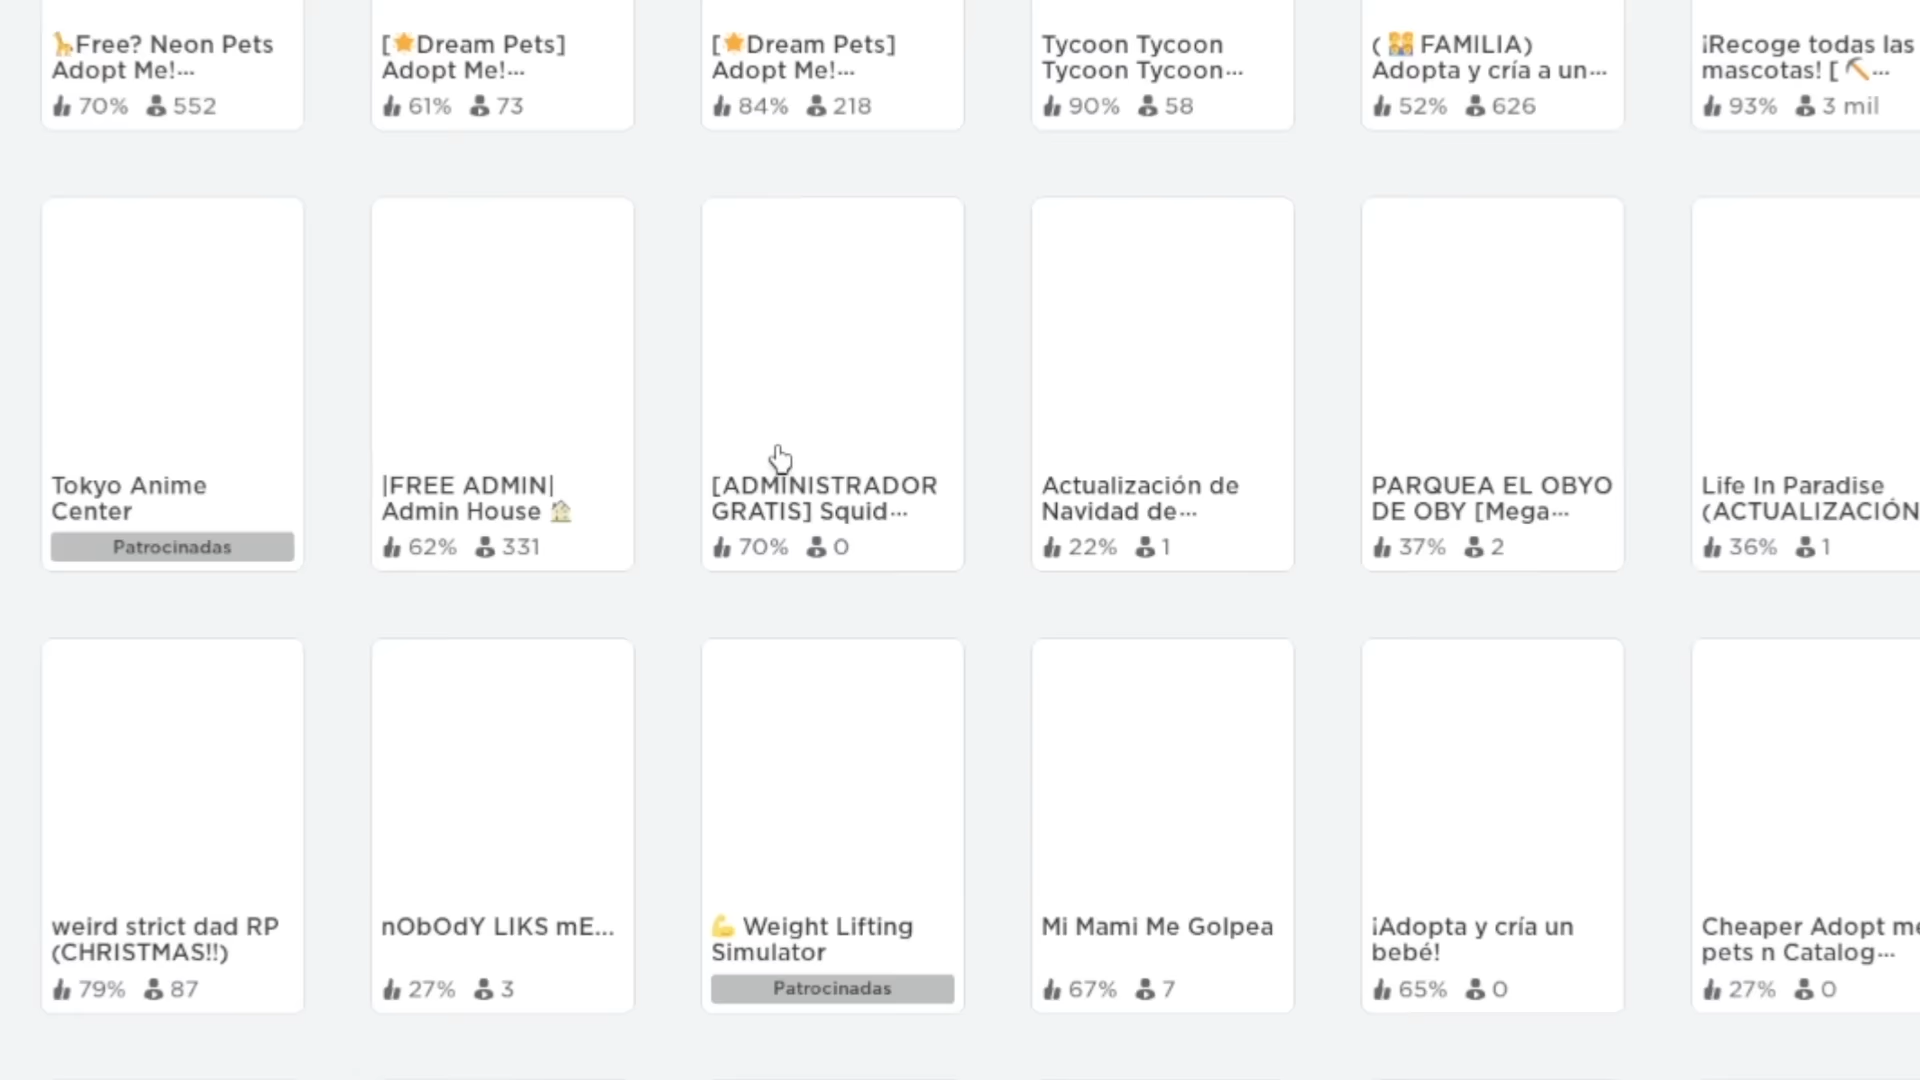 🦒Free? Neon Pets
Adopt Me!...
70% 552
[⭐Dream Pets]
Adopt Me!...
61% 73
[⭐Dream Pets]
Adopt Me!...
84% 218
Tycoon Tycoon
Tycoon Tycoon...
90% 58
( FAMILIA)
Adopta y cría a un...
52% 626
¡Recoge todas las
mascotas! [ ⛏️...
93% 3 mil
Tokyo Anime
Center
Patrocinadas
|FREE ADMIN|
Admin House 🏠
62% 331
[ADMINISTRADOR
GRATIS] Squid...
70% 0
Actualización de
Navidad de...
22% 1
PARQUEA EL OBYO
DE OBY [Mega...
37% 2
Life In Paradise
(ACTUALIZACIÓN
36% 1
weird strict dad RP
(CHRISTMAS!!)
79% 87
nObOdY LIKS mE...
27% 3
💪 Weight Lifting
Simulator
Patrocinadas
Mi Mami Me Golpea
67% 7
¡Adopta y cría un
bebé!
65% 0
Cheaper Adopt me
pets n Catalog...
27% 0